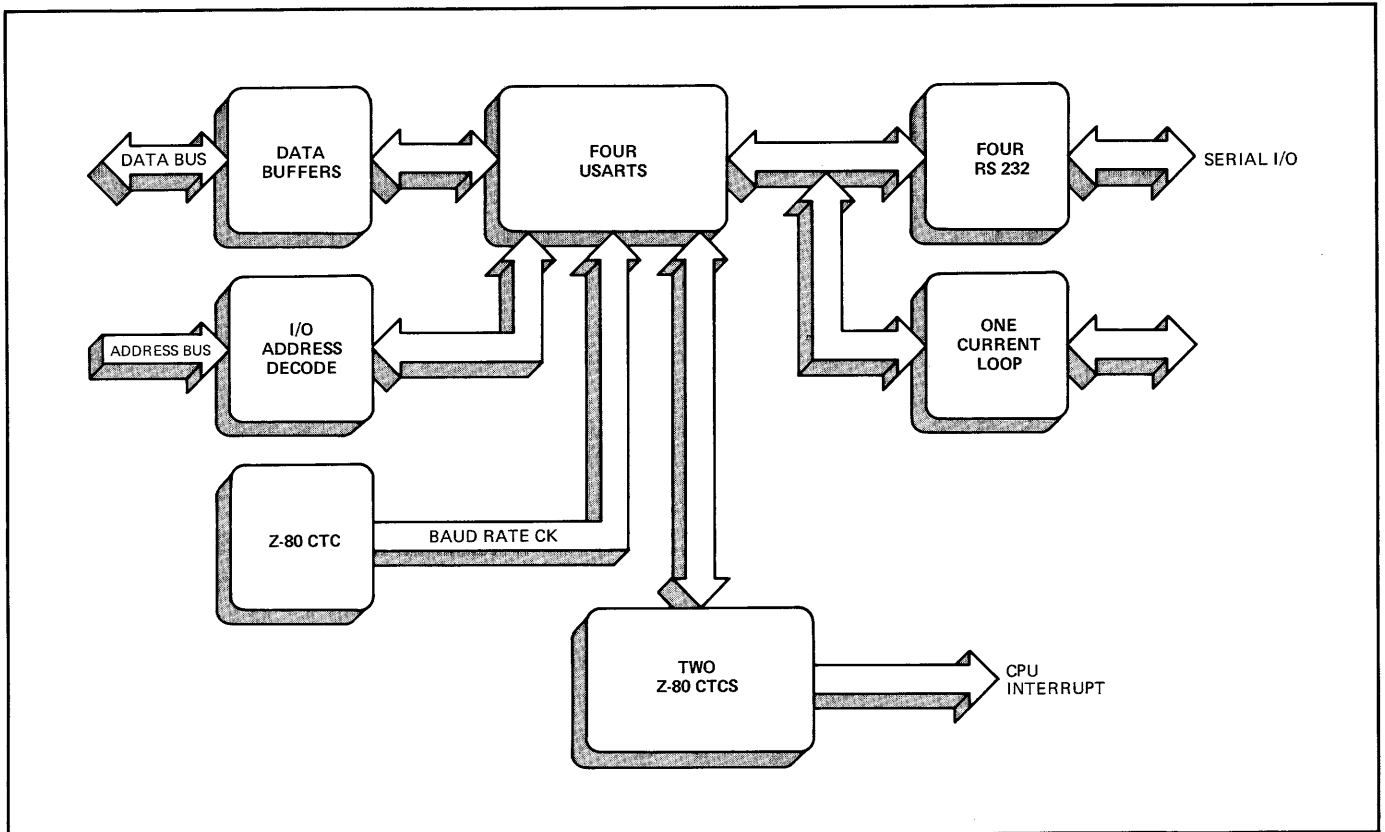 DATA BUS
DATA
BUFFERS
FOUR
USARTS
FOUR
RS 232
SERIAL I/O
ADDRESS BUS
I/O
ADDRESS
DECODE
ONE
CURRENT
LOOP
Z-80 CTC
BAUD RATE CK
TWO
Z-80 CTCS
CPU
INTERRUPT